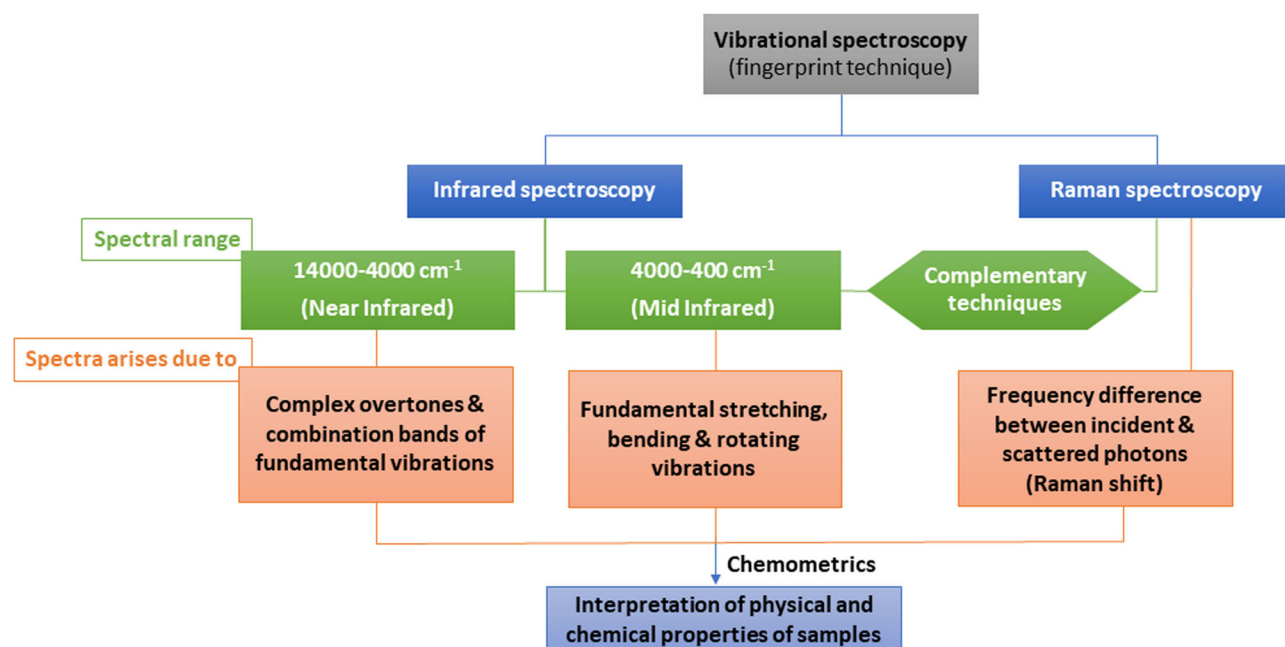 Vibrational spectroscopy
(fingerprint technique)
Infrared spectroscopy
Raman spectroscopy
Spectral range
14000-4000 cm⁻¹
(Near Infrared)
4000-400 cm⁻¹
(Mid Infrared)
Complementary
techniques
Spectra arises due to
Complex overtones &
combination bands of
fundamental vibrations
Fundamental stretching,
bending & rotating
vibrations
Frequency difference
between incident &
scattered photons
(Raman shift)
Chemometrics
Interpretation of physical and
chemical properties of samples